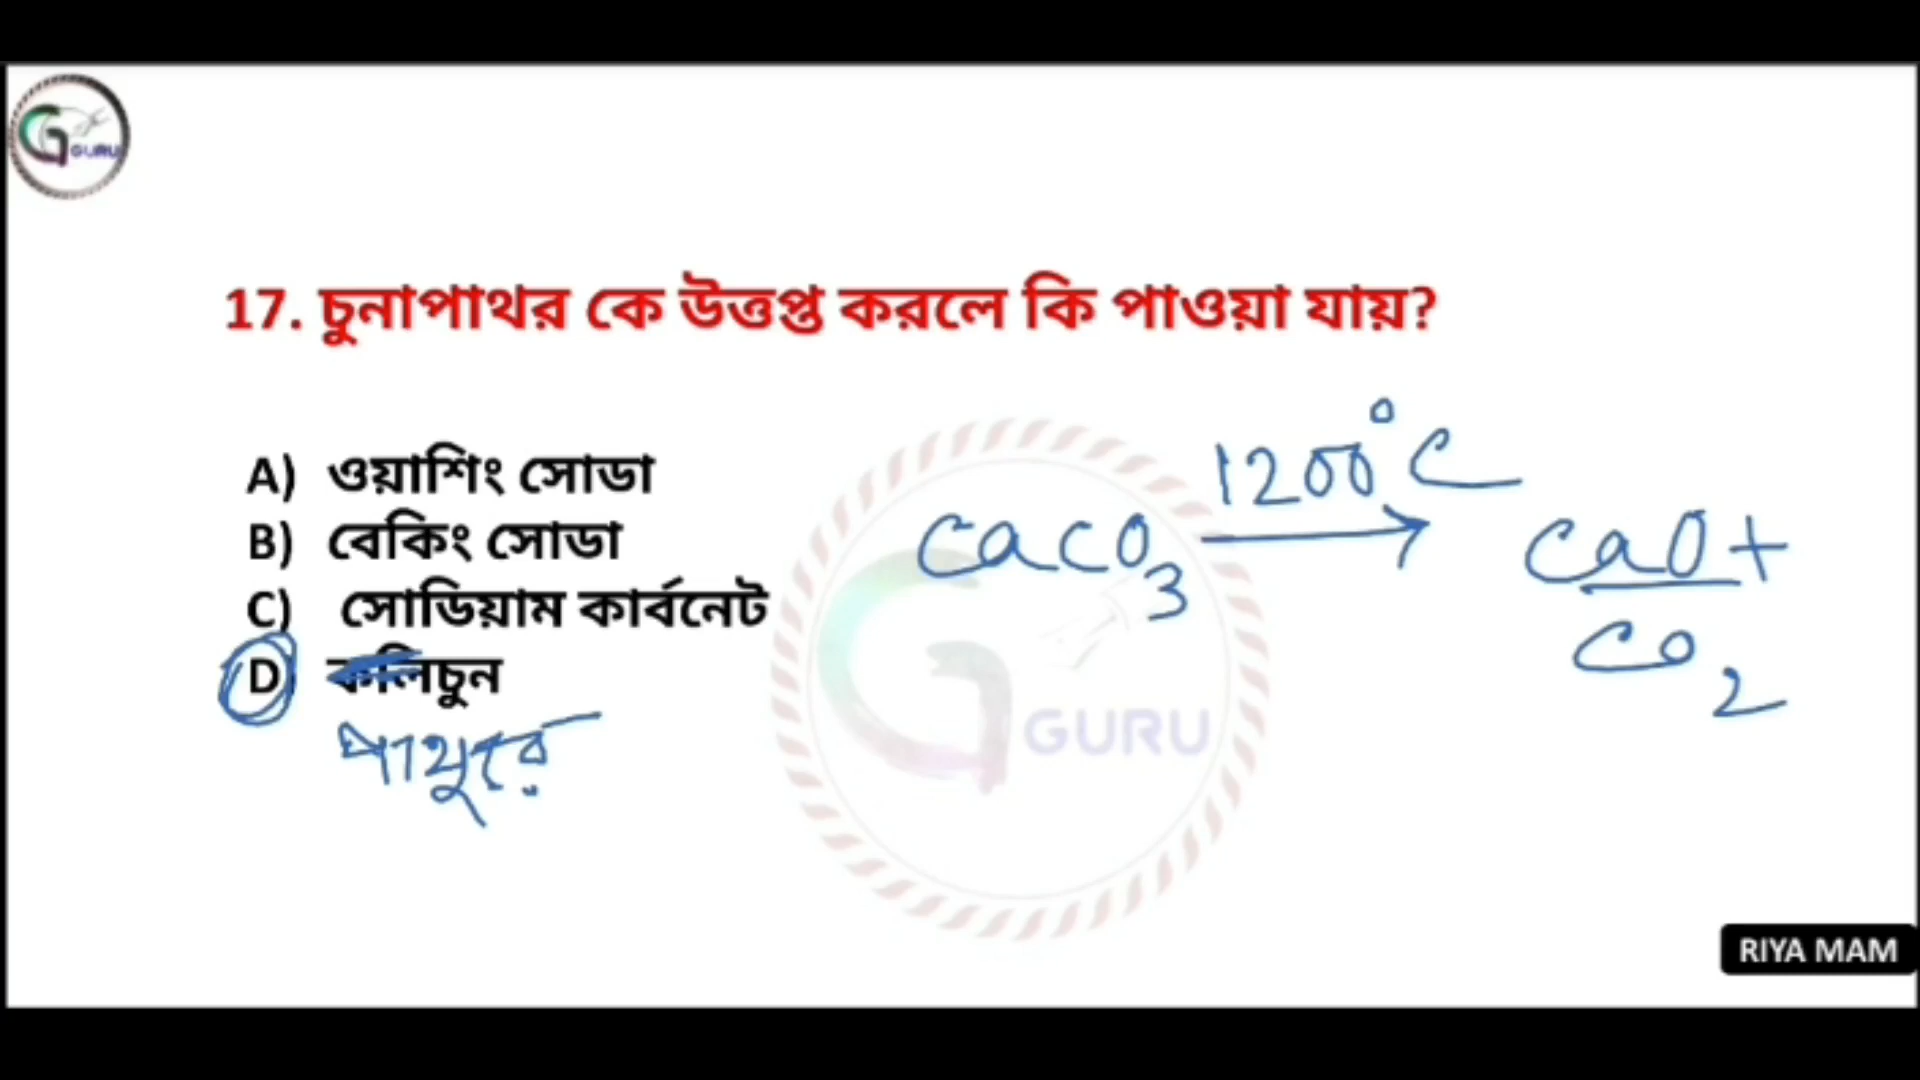 GURU
17. চুনাপাথর কে উত্তপ্ত করলে কি পাওয়া যায়?
A) ওয়াশিং সোডা
B) বেকিং সোডা
C) সোডিয়াম কার্বনেট
D) কলিচুন
পাথুরে
CaCO3 1200°C CaO + CO2
GURU
RIYA MAM